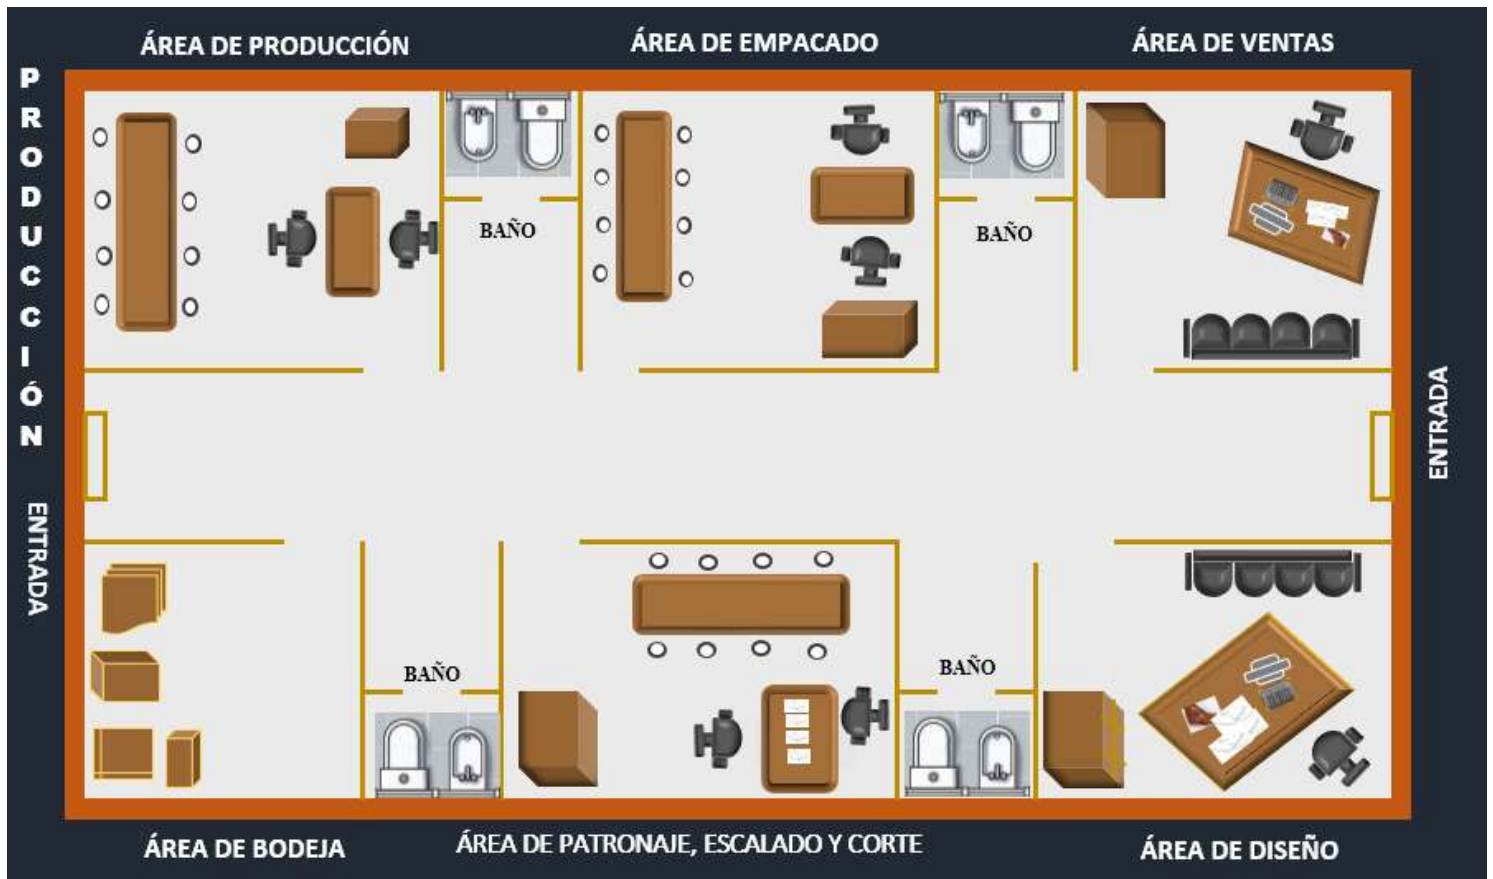 ÁREA DE PRODUCCIÓN
ÁREA DE EMPACADO
ÁREA DE VENTAS
PRODUCCIÓN
BAÑO
BAÑO
ENTRADA
ENTRADA
BAÑO
BAÑO
ÁREA DE BODEJA
ÁREA DE PATRONAJE, ESCALADO Y CORTE
ÁREA DE DISEÑO